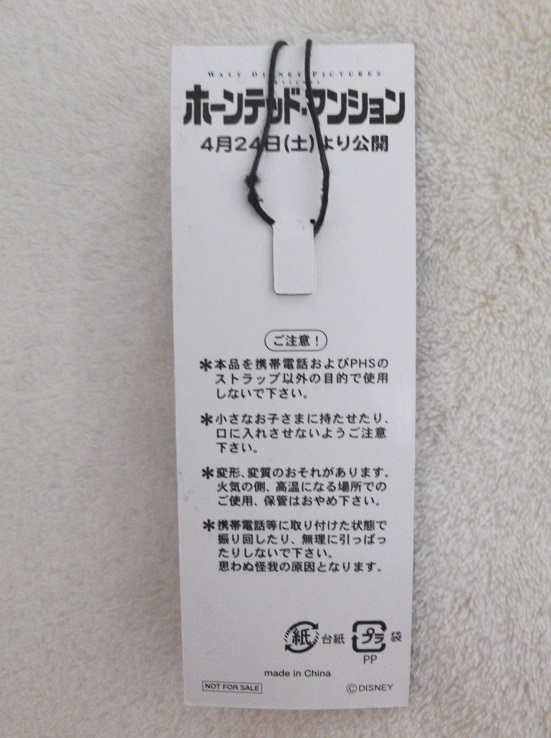 WALT DISNEY PICTURES
PRESENTS
ホーンテッド・マンション
4月24日(土)より公開
ご注意!
*本品を携帯電話およびPHSの
ストラップ以外の目的で使用
しないで下さい。
*小さなお子さまに持たせたり、
口に入れさせないようご注意
下さい。
*変形、変質のおそれがあります。
火気の側、高温になる場所での
ご使用、保管はおやめ下さい。
*携帯電話等に取り付けた状態で
振り回したり、無理に引っぱっ
たりしないで下さい。
思わぬ怪我の原因となります。
紙 台紙 プラ 袋
PP
made in China
NOT FOR SALE ©DISNEY